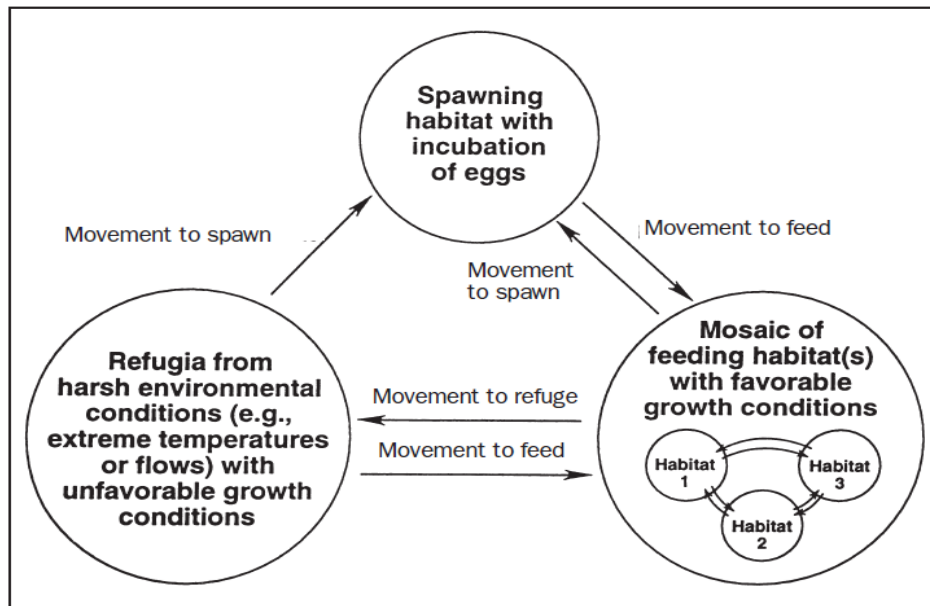 Spawning
habitat with
incubation
of eggs
Movement to spawn
Movement to feed
Movement
to spawn
Refugia from
harsh environmental
conditions (e.g.,
extreme temperatures
or flows) with
unfavorable growth
conditions
Movement to refuge
Movement to feed
Mosaic of
feeding habitat(s)
with favorable
growth conditions
Habitat
1
Habitat
3
Habitat
2